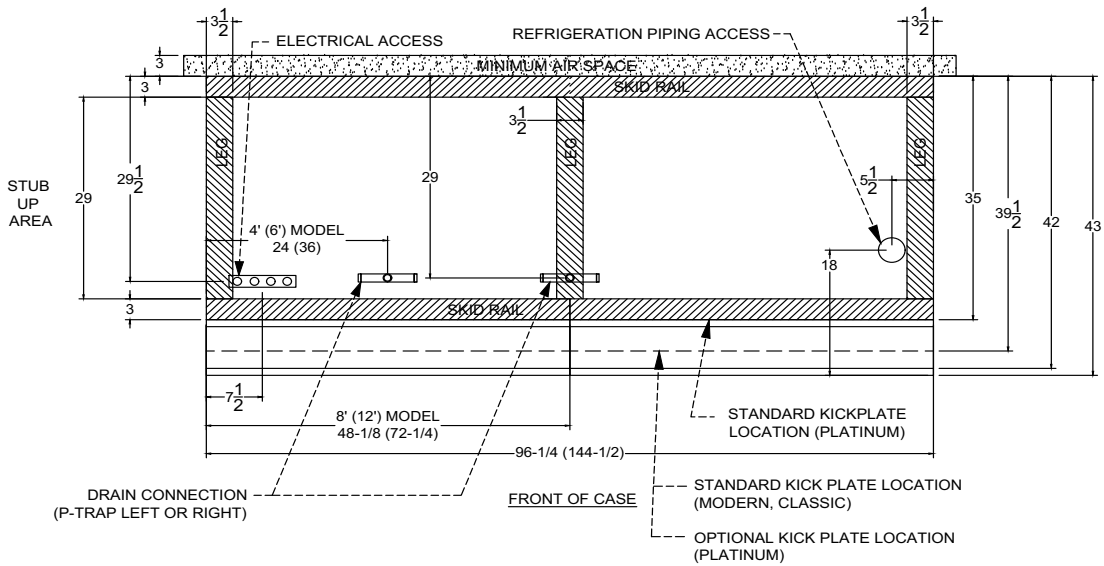 3 1/2
3 1/2
ELECTRICAL ACCESS
REFRIGERATION PIPING ACCESS
3
MINIMUM AIR SPACE
3
SKID RAIL
3 1/2
LEG
LEG
LEG
STUB
UP
AREA
29
29 1/2
29
5 1/2
35
39 1/2
42
43
4' (6') MODEL
24 (36)
18
3
SKID RAIL
7 1/2
8' (12') MODEL
48-1/8 (72-1/4)
STANDARD KICKPLATE
LOCATION (PLATINUM)
96-1/4 (144-1/2)
DRAIN CONNECTION
(P-TRAP LEFT OR RIGHT)
FRONT OF CASE
STANDARD KICK PLATE LOCATION
(MODERN, CLASSIC)
OPTIONAL KICK PLATE LOCATION
(PLATINUM)